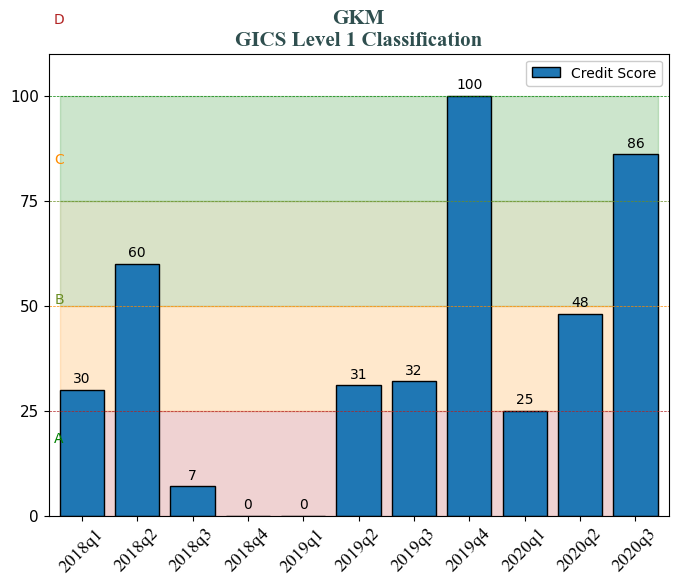 D
GKM
GICS Level 1 Classification
Credit Score
100
100
86
C
75
60
B
50
48
30
31
32
25
25
A
7
0
0
0
2018q1
2018q2
2018q3
2018q4
2019q1
2019q2
2019q3
2019q4
2020q1
2020q2
2020q3